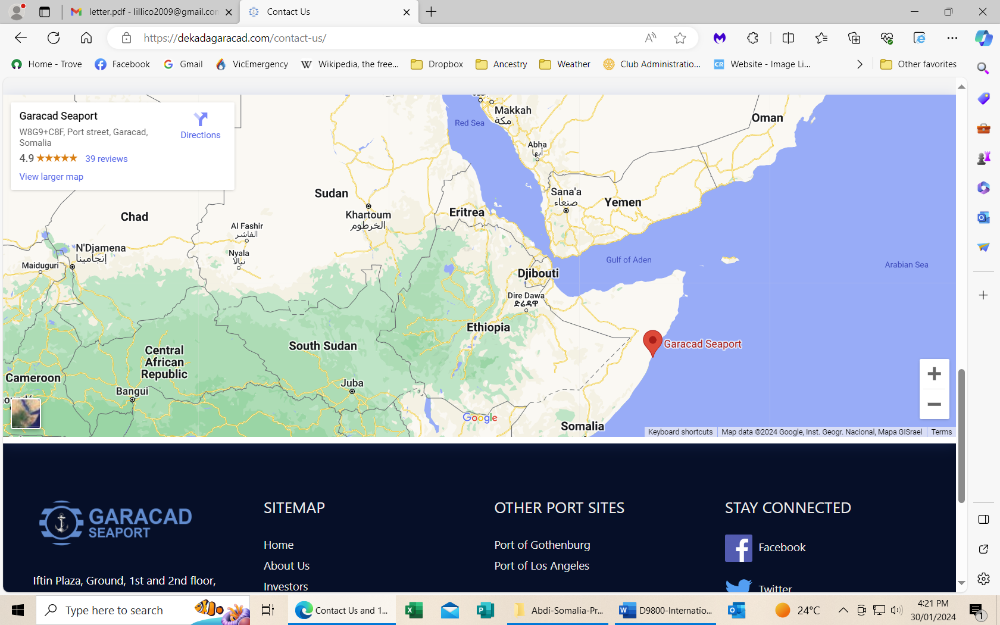 letter.pdf - lillico2009@gmail.con
Contact Us
https://dekadagaracad.com/contact-us/
Home - Trove
Facebook
Gmail
VicEmergency
Wikipedia, the free...
Dropbox
Ancestry
Weather
Club Administratio...
Website - Image Li...
Other favorites
Garacad Seaport
W8G9+C8F, Port street, Garacad,
Somalia
Directions
4.9
39 reviews
View larger map
Red Sea
Makkah
مكة
Oman
Abha
أبها
Sana'a
صنعاء
Yemen
Sudan
Khartoum
الخرطوم
Eritrea
Chad
Al Fashir
الفاشر
Nyala
نيالا
N'Djamena
إنجامينا
Maiduguri
Gulf of Aden
Arabian Sea
Djibouti
Dire Dawa
ድሬዳዋ
Ethiopia
South Sudan
Garacad Seaport
Central
African
Republic
Cameroon
Bangui
Juba
Google
Somalia
Keyboard shortcuts
Map data ©2024 Google, Inst. Geogr. Nacional, Mapa GISrael
Terms
GARACAD
SEAPORT
Iftin Plaza, Ground, 1st and 2nd floor,
SITEMAP
Home
About Us
Investors
OTHER PORT SITES
Port of Gothenburg
Port of Los Angeles
STAY CONNECTED
Facebook
Twitter
Type here to search
Contact Us and 1...
Abdi-Somalia-Pr...
D9800-Internatio...
24°C
4:21 PM
30/01/2024
1